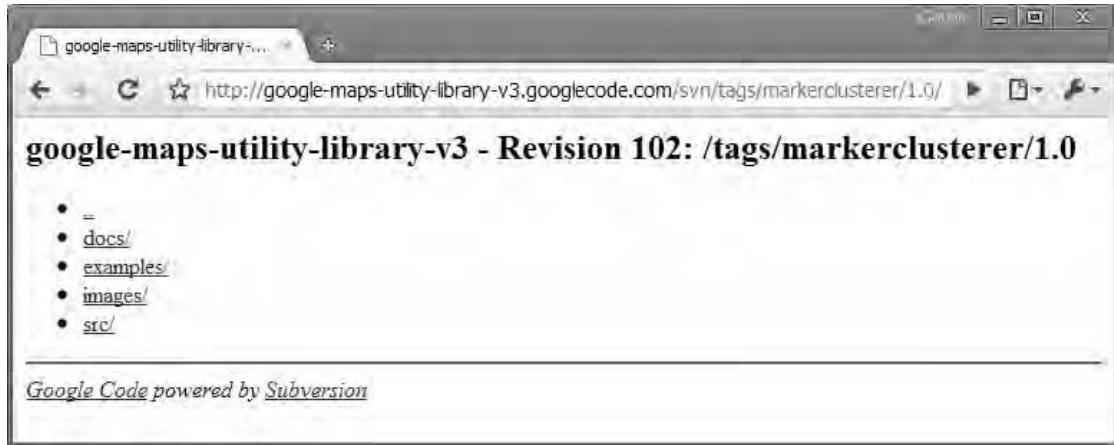 google-maps-utility-library-...
http://google-maps-utility-library-v3.googlecode.com/svn/tags/markerclusterer/1.0/
google-maps-utility-library-v3 - Revision 102: /tags/markerclusterer/1.0
..
docs/
examples/
images/
src/
Google Code powered by Subversion